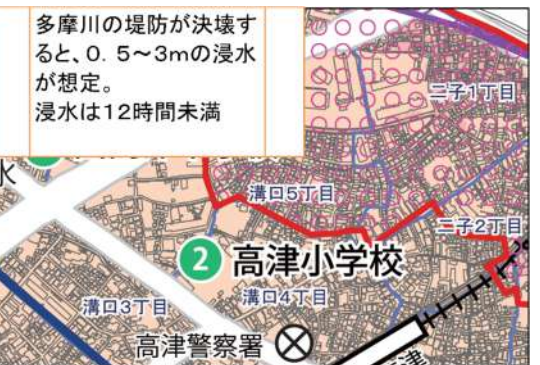 多摩川の堤防が決壊す
ると、0．5～3mの浸水
が想定。
浸水は12時間未満
二子1丁目
水
溝口5丁目
二子2丁目
2 高津小学校
溝口3丁目
溝口4丁目
高津警察署
津